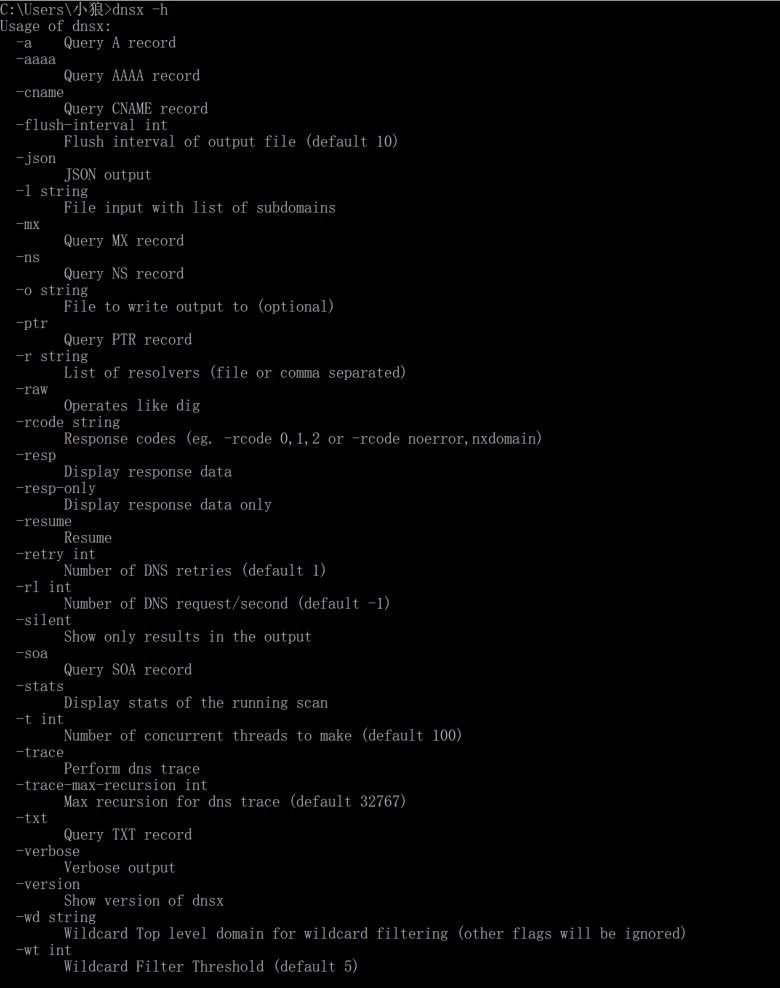 C:\Users\小狼>dnsx -h
Usage of dnsx:
  -a    Query A record
  -aaaa
        Query AAAA record
  -cname
        Query CNAME record
  -flush-interval int
        Flush interval of output file (default 10)
  -json
        JSON output
  -l string
        File input with list of subdomains
  -mx
        Query MX record
  -ns
        Query NS record
  -o string
        File to write output to (optional)
  -ptr
        Query PTR record
  -r string
        List of resolvers (file or comma separated)
  -raw
        Operates like dig
  -rcode string
        Response codes (eg. -rcode 0,1,2 or -rcode noerror,nxdomain)
  -resp
        Display response data
  -resp-only
        Display response data only
  -resume
        Resume
  -retry int
        Number of DNS retries (default 1)
  -rl int
        Number of DNS request/second (default -1)
  -silent
        Show only results in the output
  -soa
        Query SOA record
  -stats
        Display stats of the running scan
  -t int
        Number of concurrent threads to make (default 100)
  -trace
        Perform dns trace
  -trace-max-recursion int
        Max recursion for dns trace (default 32767)
  -txt
        Query TXT record
  -verbose
        Verbose output
  -version
        Show version of dnsx
  -wd string
        Wildcard Top level domain for wildcard filtering (other flags will be ignored)
  -wt int
        Wildcard Filter Threshold (default 5)